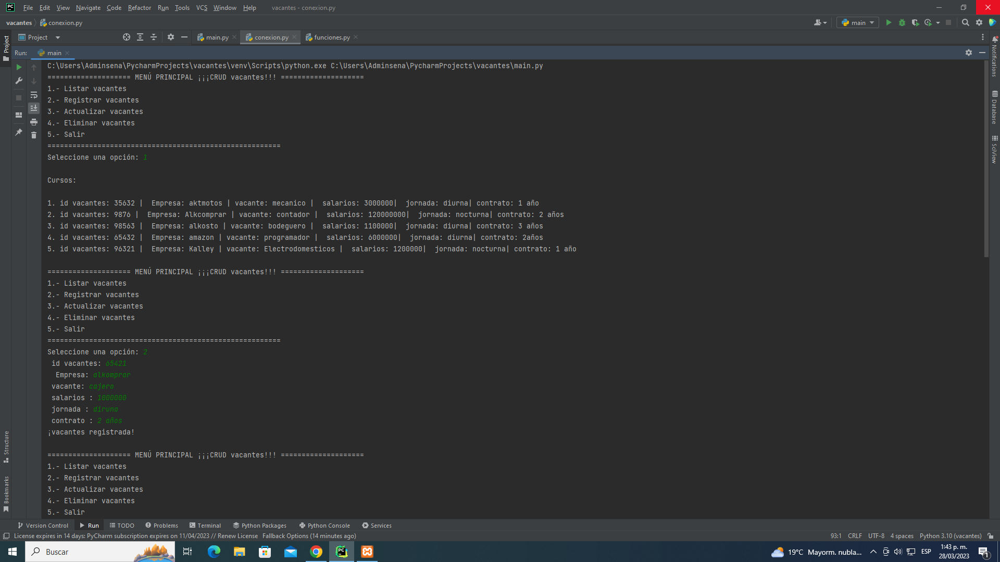 PC File Edit View Navigate Code Refactor Run Tools VCS Window Help vacantes - conexion.py
vacantes conexion.py main
Project main.py conexion.py funciones.py
Run: main
C:\Users\Adminsena\PycharmProjects\vacantes\venv\Scripts\python.exe C:\Users\Adminsena\PycharmProjects\vacantes\main.py
==================== MENÚ PRINCIPAL ¡¡¡CRUD vacantes!!! ====================
1.- Listar vacantes
2.- Registrar vacantes
3.- Actualizar vacantes
4.- Eliminar vacantes
5.- Salir
========================================================
Seleccione una opción: 1
Cursos:
1. id vacantes: 35632 |  Empresa: aktmotos | vacante: mecanico |  salarios: 3000000|  jornada: diurna| contrato: 1 año
2. id vacantes: 9876 |  Empresa: Alkcomprar | vacante: contador |  salarios: 120000000|  jornada: nocturna| contrato: 2 años
3. id vacantes: 98563 |  Empresa: alkosto | vacante: bodeguero |  salarios: 1100000|  jornada: diurna| contrato: 3 años
4. id vacantes: 65432 |  Empresa: amazon | vacante: programador |  salarios: 6000000|  jornada: diurna| contrato: 2años
5. id vacantes: 96321 |  Empresa: Kalley | vacante: Electrodomesticos |  salarios: 1200000|  jornada: nocturna| contrato: 1 año
==================== MENÚ PRINCIPAL ¡¡¡CRUD vacantes!!! ====================
1.- Listar vacantes
2.- Registrar vacantes
3.- Actualizar vacantes
4.- Eliminar vacantes
5.- Salir
========================================================
Seleccione una opción: 2
id vacantes: 65421
Empresa: alkomprar
vacante: cajero
salarios : 1000000
jornada : diruna
contrato : 2 años
¡vacantes registrada!
==================== MENÚ PRINCIPAL ¡¡¡CRUD vacantes!!! ====================
1.- Listar vacantes
2.- Registrar vacantes
3.- Actualizar vacantes
4.- Eliminar vacantes
5.- Salir
Project
Structure
Bookmarks
Notifications
Database
SciView
Version Control Run TODO Problems Terminal Python Packages Python Console Services
License expires in 14 days: PyCharm subscription expires on 11/04/2023 // Renew License Fallback Options (14 minutes ago) 93:1 CRLF UTF-8 4 spaces Python 3.10 (vacantes)
Buscar PC 19°C Mayorm. nubla... ESP 1:43 p. m.
28/03/2023 1